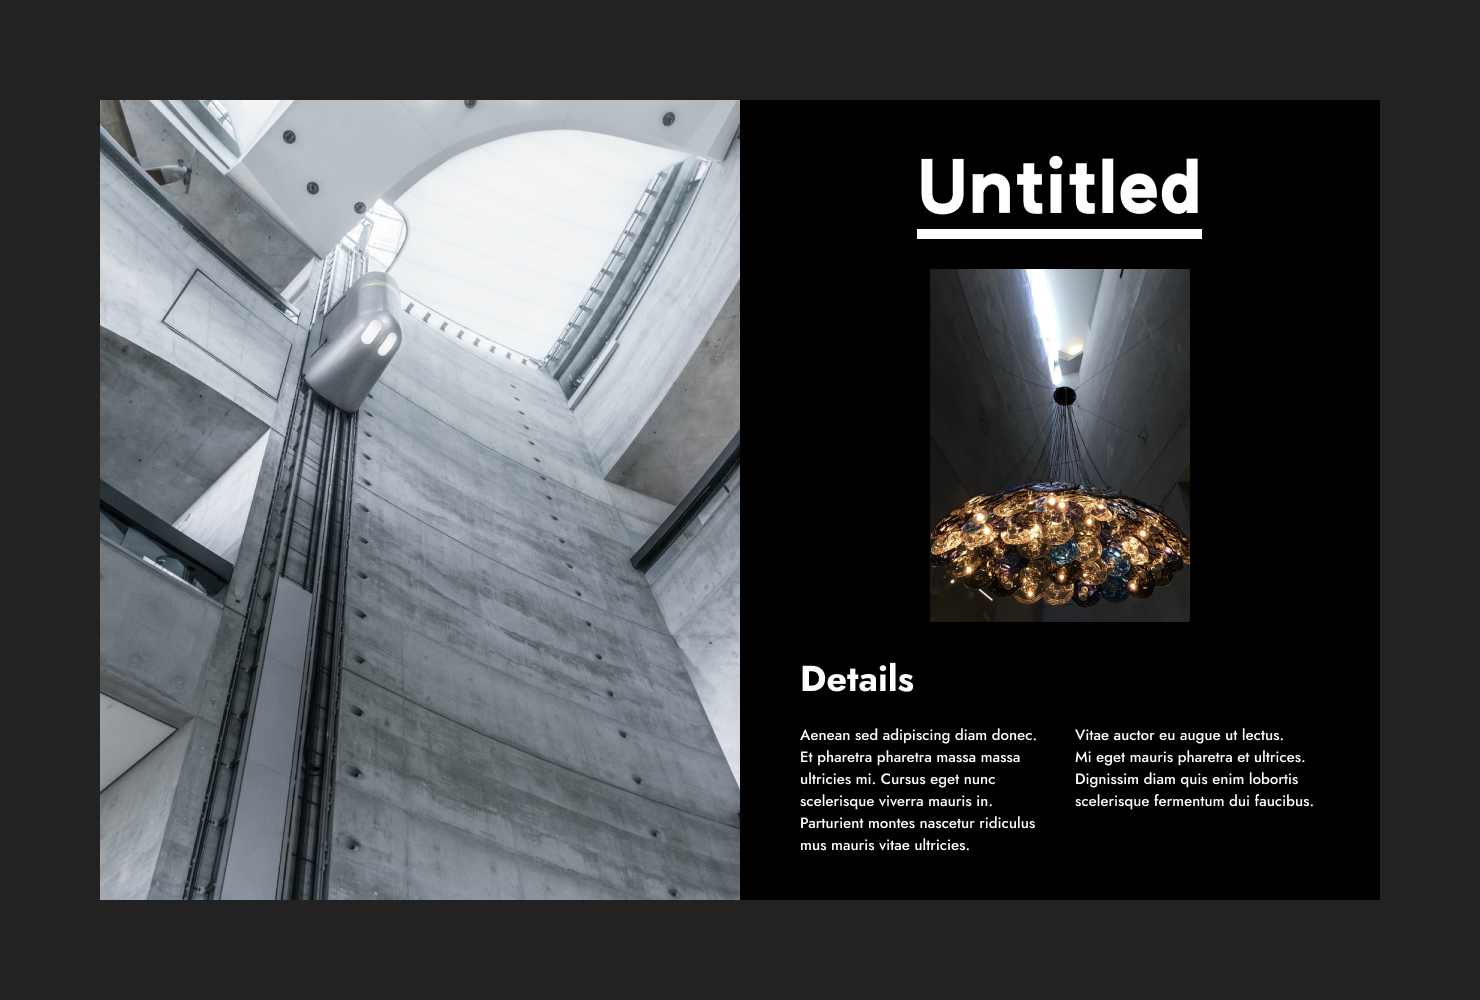 Untitled
Details
Aenean sed adipiscing diam donec.
Et pharetra pharetra massa massa
ultricies mi. Cursus eget nunc
scelerisque viverra mauris in.
Parturient montes nascetur ridiculus
mus mauris vitae ultricies.
Vitae auctor eu augue ut lectus.
Mi eget mauris pharetra et ultrices.
Dignissim diam quis enim lobortis
scelerisque fermentum dui faucibus.